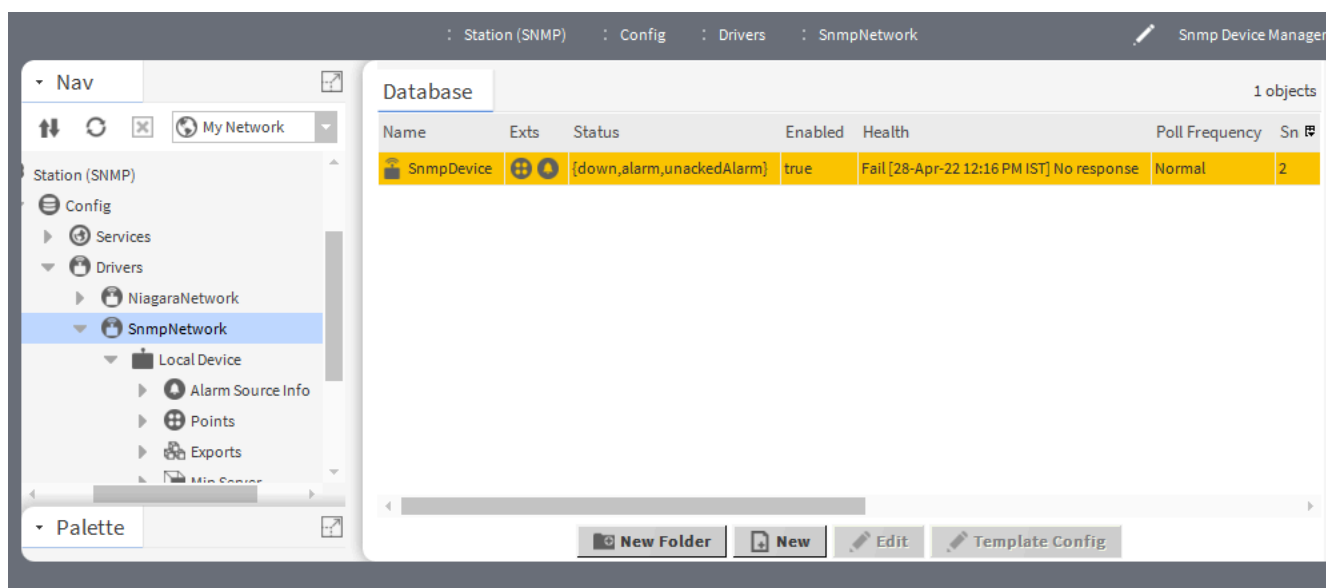 : Station (SNMP) : Config : Drivers : SnmpNetwork Snmp Device Manager
Nav
My Network
Station (SNMP)
Config
Services
Drivers
NiagaraNetwork
SnmpNetwork
Local Device
Alarm Source Info
Points
Exports
Palette
Database 1 objects
Name Exts Status Enabled Health Poll Frequency Sn
SnmpDevice {down,alarm,unackedAlarm} true Fail [28-Apr-22 12:16 PM IST] No response Normal 2
New Folder New Edit Template Config